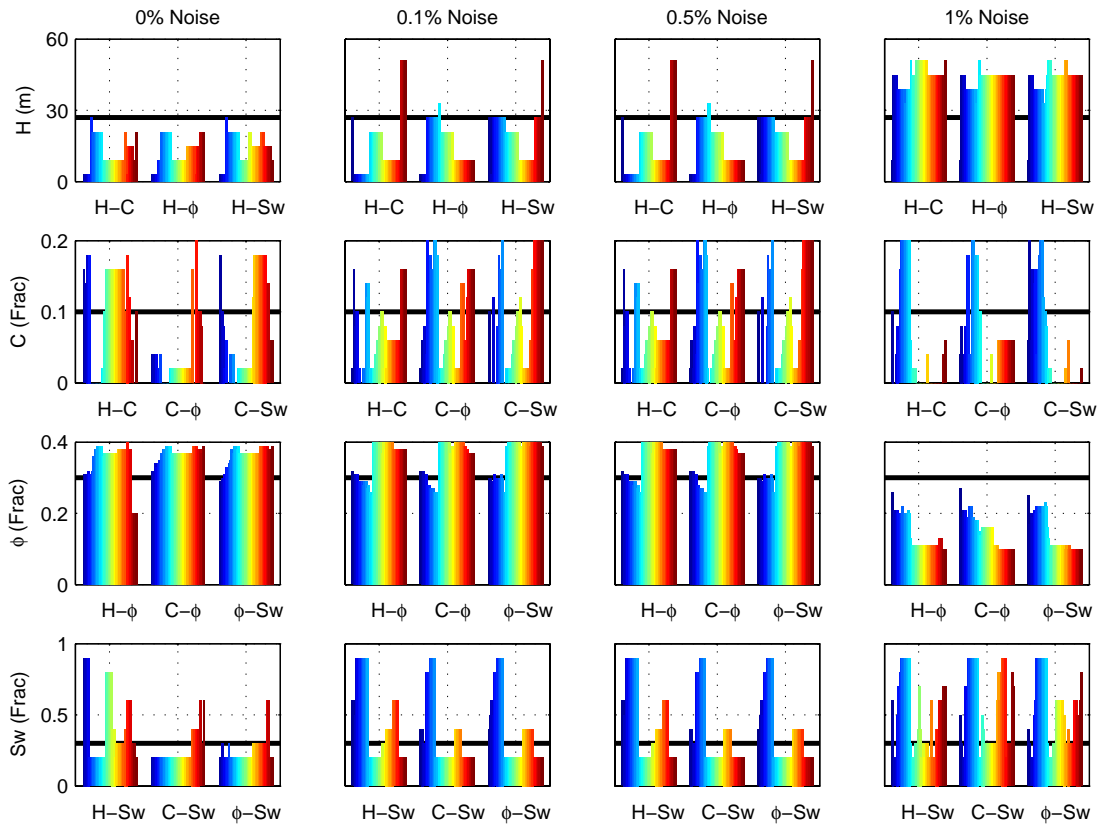 0% Noise 0.1% Noise 0.5% Noise 1% Noise
60
30
0
H (m)
H−C H−ϕ H−Sw H−C H−ϕ H−Sw H−C H−ϕ H−Sw H−C H−ϕ H−Sw
0.2
0.1
0
C (Frac)
H−C C−ϕ C−Sw H−C C−ϕ C−Sw H−C C−ϕ C−Sw H−C C−ϕ C−Sw
0.4
0.2
0
ϕ (Frac)
H−ϕ C−ϕ ϕ−Sw H−ϕ C−ϕ ϕ−Sw H−ϕ C−ϕ ϕ−Sw H−ϕ C−ϕ ϕ−Sw
1
0.5
0
Sw (Frac)
H−Sw C−Sw ϕ−Sw H−Sw C−Sw ϕ−Sw H−Sw C−Sw ϕ−Sw H−Sw C−Sw ϕ−Sw